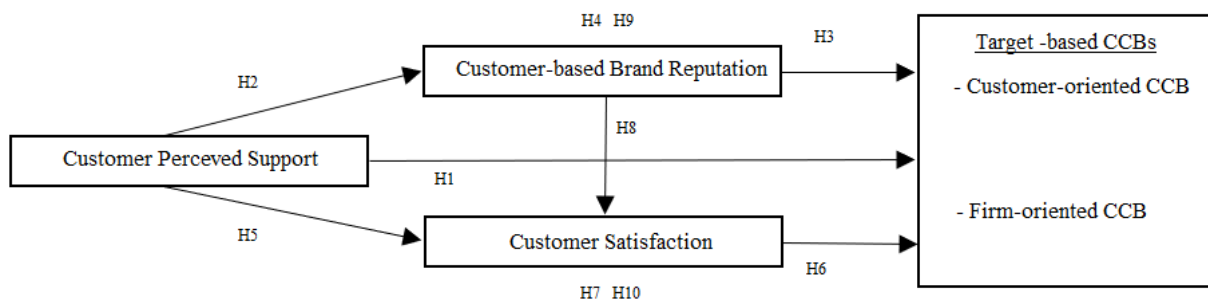 H4 H9
H3
Target -based CCBs
Customer-based Brand Reputation
- Customer-oriented CCB
H2
H8
Customer Perceved Support
H1
- Firm-oriented CCB
H5
Customer Satisfaction
H6
H7 H10